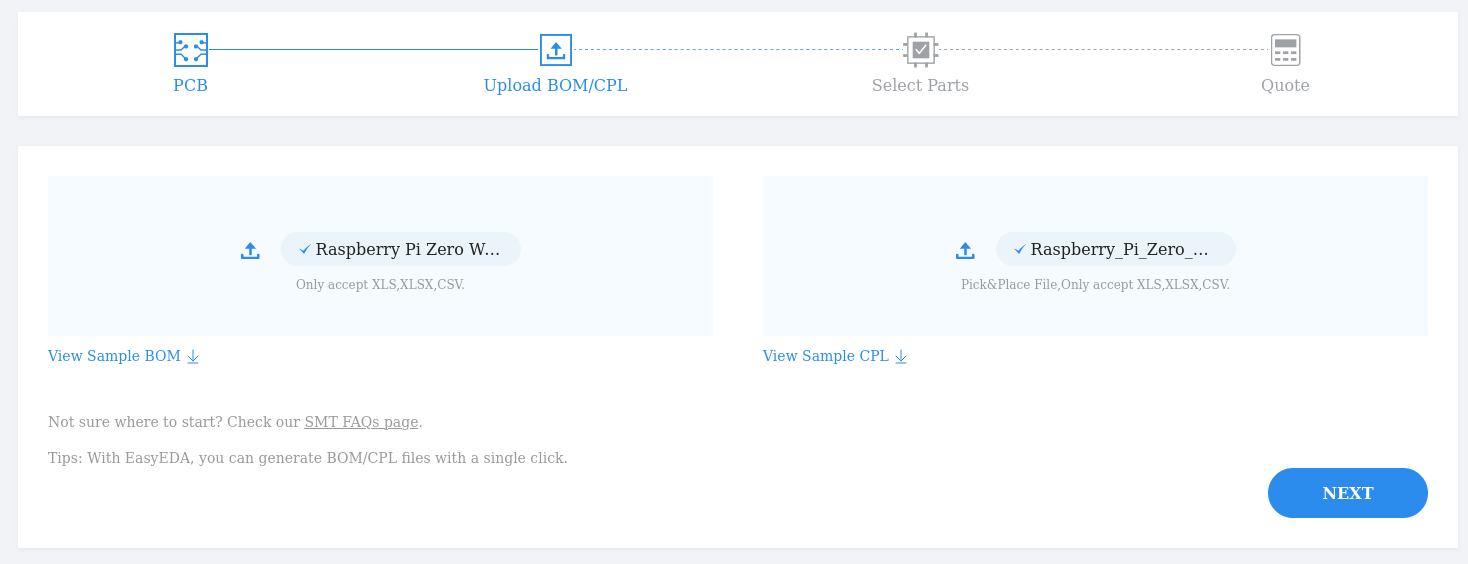 PCB
Upload BOM/CPL
Select Parts
Quote
Raspberry Pi Zero W...
Only accept XLS,XLSX,CSV.
Raspberry_Pi_Zero_...
Pick&Place File,Only accept XLS,XLSX,CSV.
View Sample BOM
View Sample CPL
Not sure where to start? Check our SMT FAQs page.
Tips: With EasyEDA, you can generate BOM/CPL files with a single click.
NEXT